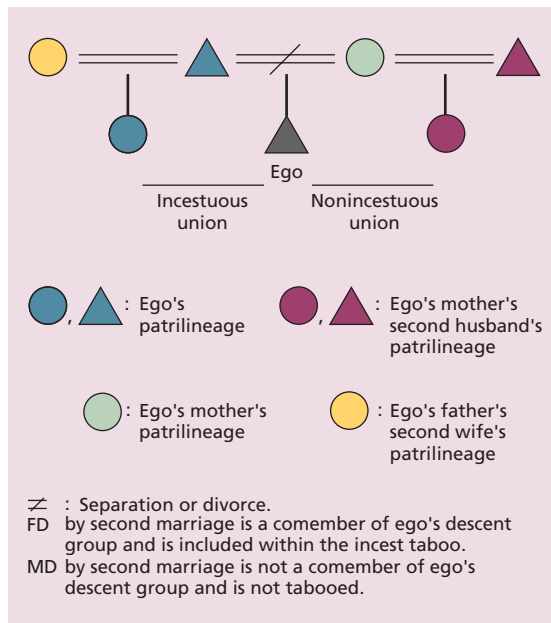 Ego
Incestuous
union
Nonincestuous
union
: Ego's
patrilineage
: Ego's mother's
second husband's
patrilineage
: Ego's mother's
patrilineage
: Ego's father's
second wife's
patrilineage
≠ : Separation or divorce.
FD by second marriage is a comember of ego's descent
group and is included within the incest taboo.
MD by second marriage is not a comember of ego's
descent group and is not tabooed.